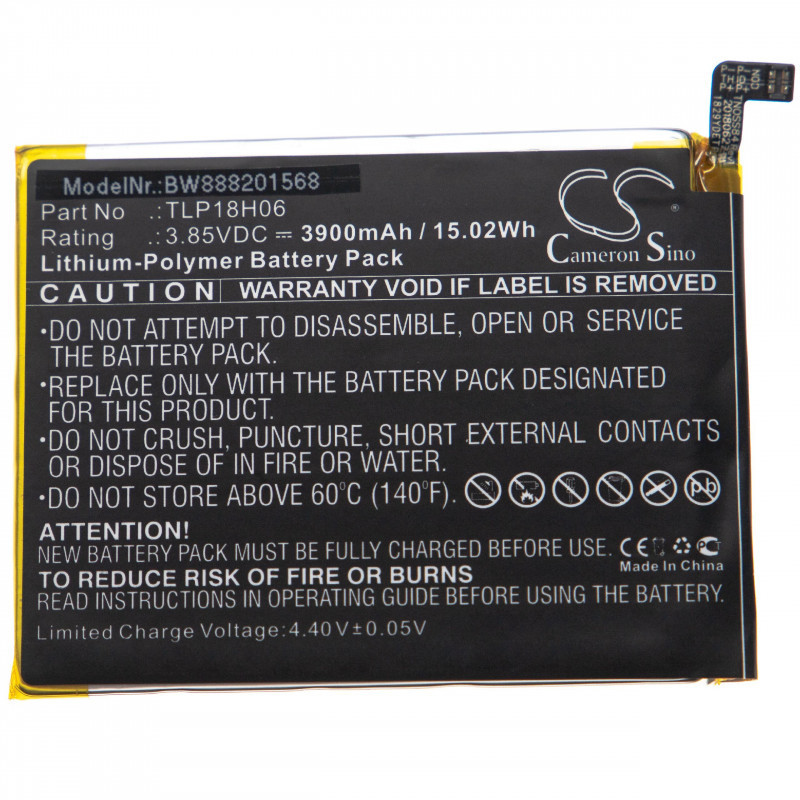 ModelNr.:BW888201568
Part No .: TLP18H06
Rating .: 3.85VDC ⎓ 3900mAh / 15.02Wh
Lithium-Polymer Battery Pack
CS
Cameron Sino
CAUTION WARRANTY VOID IF LABEL IS REMOVED
•DO NOT ATTEMPT TO DISASSEMBLE, OPEN OR SERVICE
THE BATTERY PACK.
•REPLACE ONLY WITH THE BATTERY PACK DESIGNATED
FOR THIS PRODUCT.
•DO NOT CRUSH, PUNCTURE, SHORT EXTERNAL CONTACTS
OR DISPOSE OF IN FIRE OR WATER.
•DO NOT STORE ABOVE 60°C (140°F).
Pb
ATTENTION!
NEW BATTERY PACK MUST BE FULLY CHARGED BEFORE USE.
CE
Made In China
TO REDUCE RISK OF FIRE OR BURNS
READ INSTRUCTIONS IN OPERATING GUIDE BEFORE USING THE BATTERY.
Limited Charge Voltage: 4.40V±0.05V